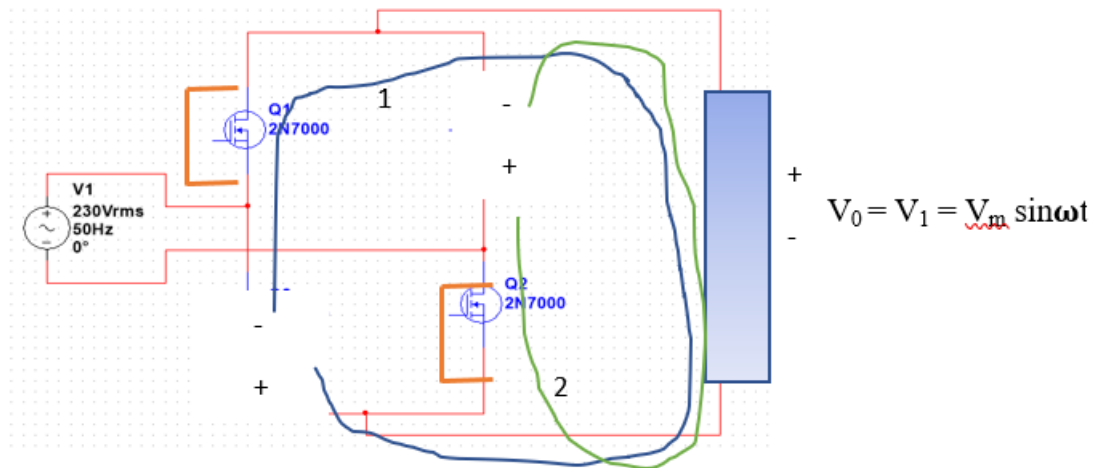 1
Q1
2N7000
-
+
V1
230Vrms
50Hz
0°
+
-
V₀ = V₁ = Vₘ sinωt
Q2
2N7000
-
+
2